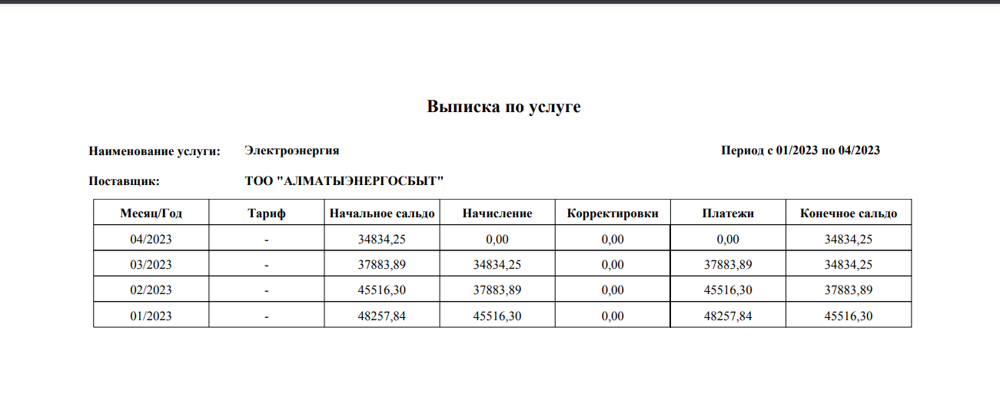 Выписка по услуге
Наименование услуги: Электроэнергия Период с 01/2023 по 04/2023
Поставщик: ТОО "АЛМАТЫЭНЕРГОСБЫТ"
Месяц/Год Тариф Начальное сальдо Начисление Корректировки Платежи Конечное сальдо
04/2023 - 34834,25 0,00 0,00 0,00 34834,25
03/2023 - 37883,89 34834,25 0,00 37883,89 34834,25
02/2023 - 45516,30 37883,89 0,00 45516,30 37883,89
01/2023 - 48257,84 45516,30 0,00 48257,84 45516,30